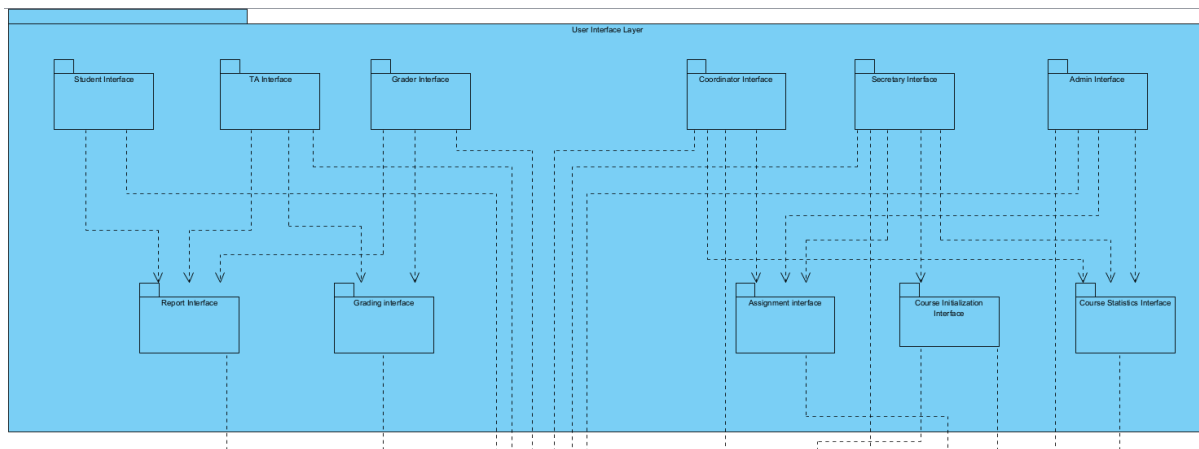 User Interface Layer
Student Interface
TA Interface
Grader Interface
Coordinator Interface
Secretary Interface
Admin Interface
Report Interface
Grading interface
Assignment interface
Course Initialization
Interface
Course Statistics Interface